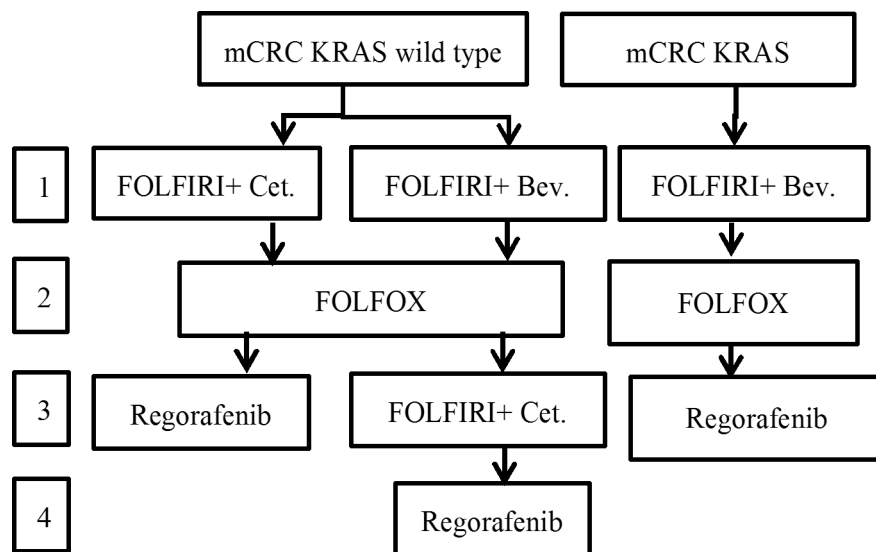 mCRC KRAS wild type
mCRC KRAS
1
FOLFIRI+ Cet.
FOLFIRI+ Bev.
FOLFIRI+ Bev.
2
FOLFOX
FOLFOX
3
Regorafenib
FOLFIRI+ Cet.
Regorafenib
4
Regorafenib